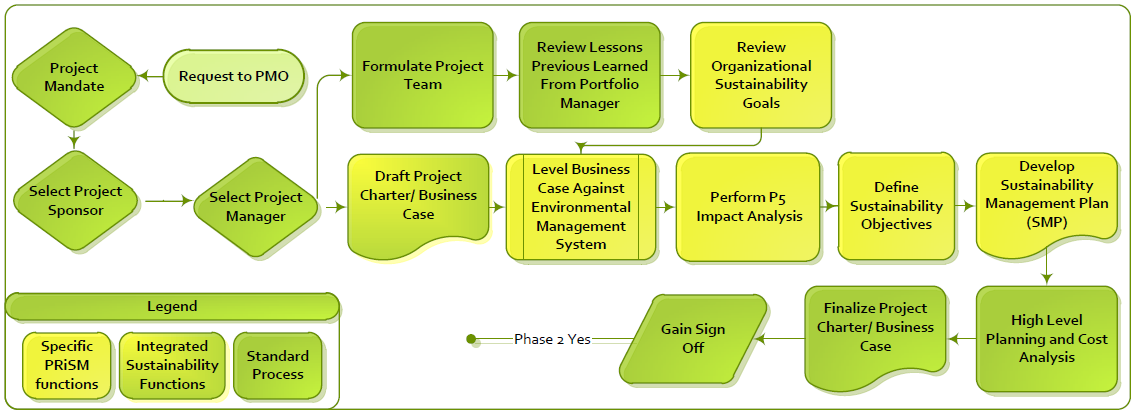 Project
Mandate
Request to PMO
Formulate Project
Team
Review Lessons
Previous Learned
From Portfolio
Manager
Review
Organizational
Sustainability
Goals
Select Project
Sponsor
Select Project
Manager
Draft Project
Charter/ Business
Case
Level Business
Case Against
Environmental
Management
System
Perform P5
Impact Analysis
Define
Sustainability
Objectives
Develop
Sustainability
Management Plan
(SMP)
Legend
Specific
PRiSM
functions
Integrated
Sustainability
Functions
Standard
Process
Phase 2 Yes
Gain Sign
Off
Finalize Project
Charter/ Business
Case
High Level
Planning and Cost
Analysis